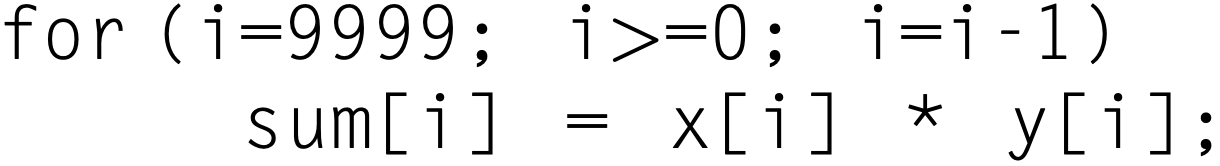 for (i=9999; i>=0; i=i-1)
sum[i] = x[i] * y[i];